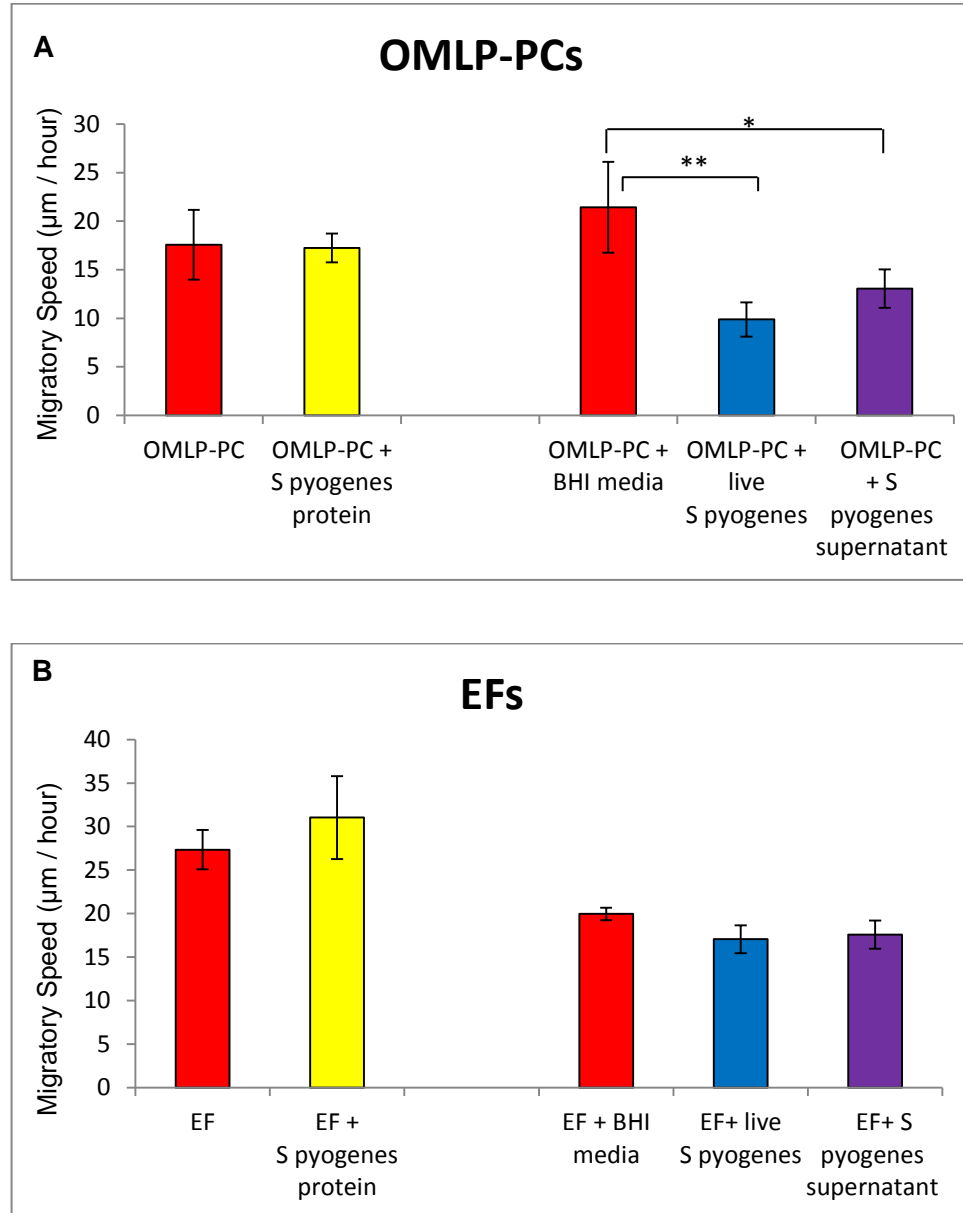 A
OMLP-PCs
Migratory Speed (µm / hour)
30
25
20
15
10
5
0
*
**
OMLP-PC
OMLP-PC +
S pyogenes
protein
OMLP-PC +
BHI media
OMLP-PC +
live
S pyogenes
OMLP-PC
+ S
pyogenes
supernatant
B
EFs
Migratory Speed (µm / hour)
40
35
30
25
20
15
10
5
0
EF
EF +
S pyogenes
protein
EF + BHI
media
EF+ live
S pyogenes
EF+ S
pyogenes
supernatant